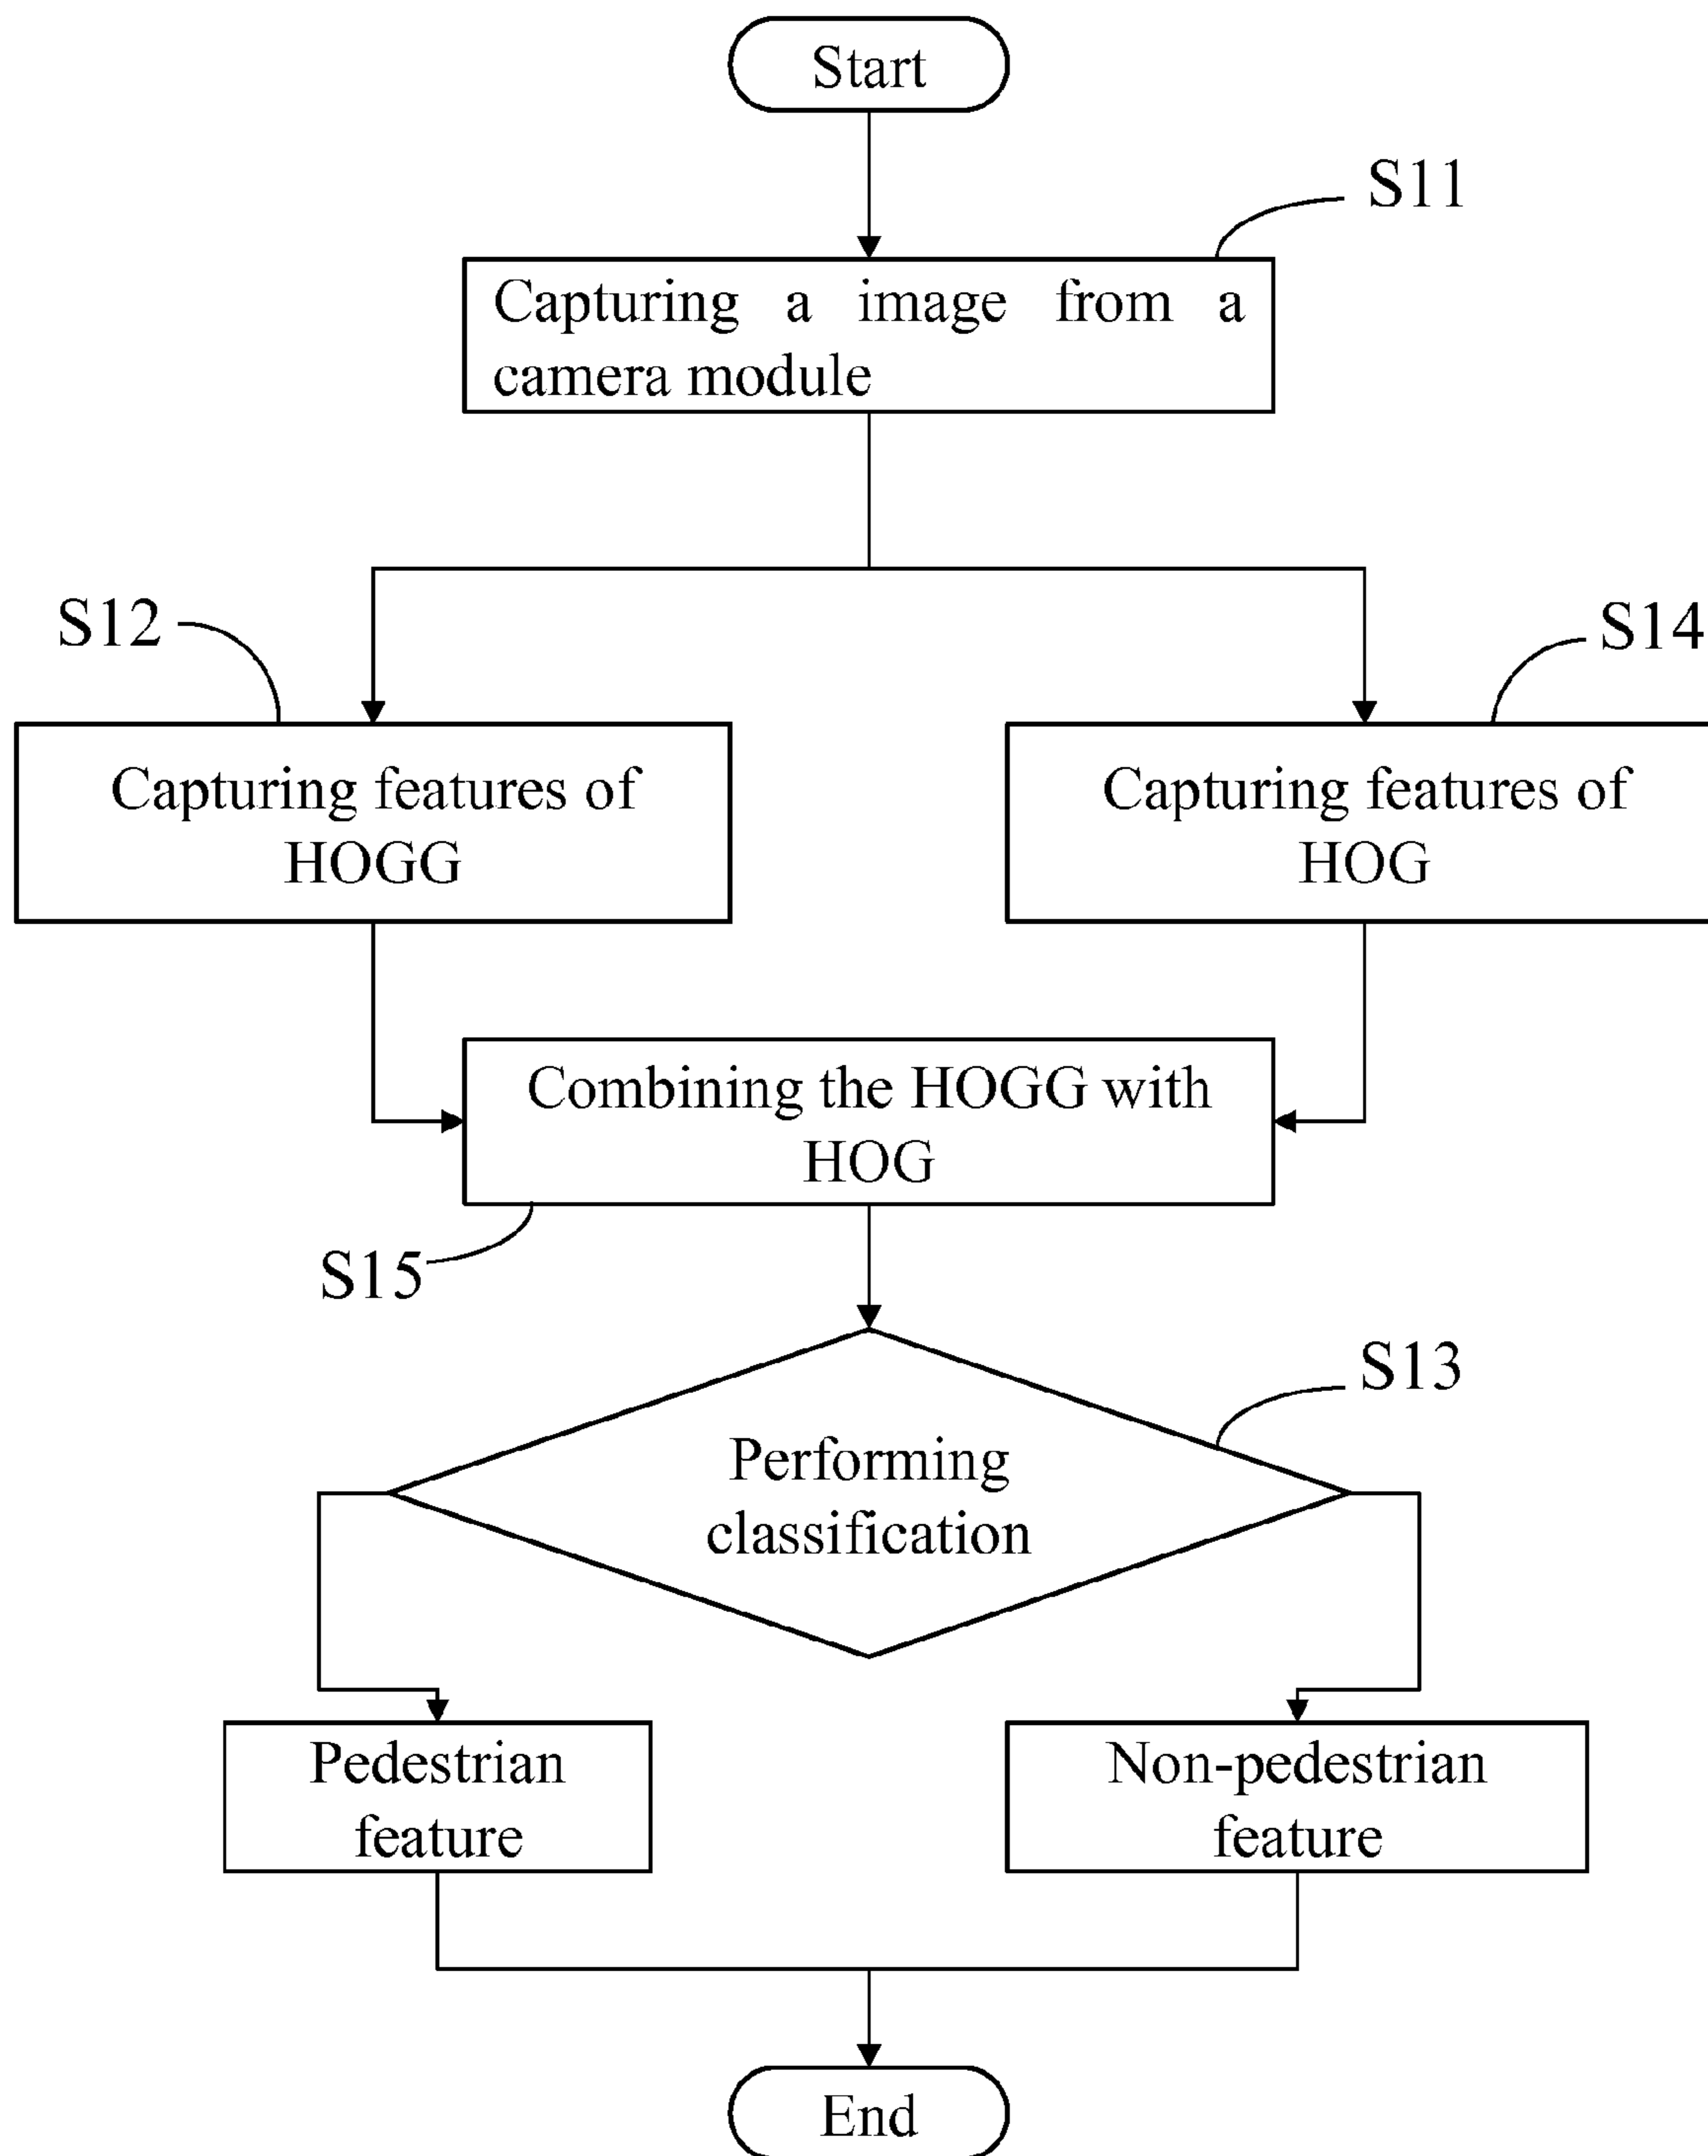 Start
S11
Capturing a image from a
camera module
S12
S14
Capturing features of
HOGG
Capturing features of
HOG
Combining the HOGG with
HOG
S15
S13
Performing
classification
Pedestrian
feature
Non-pedestrian
feature
End